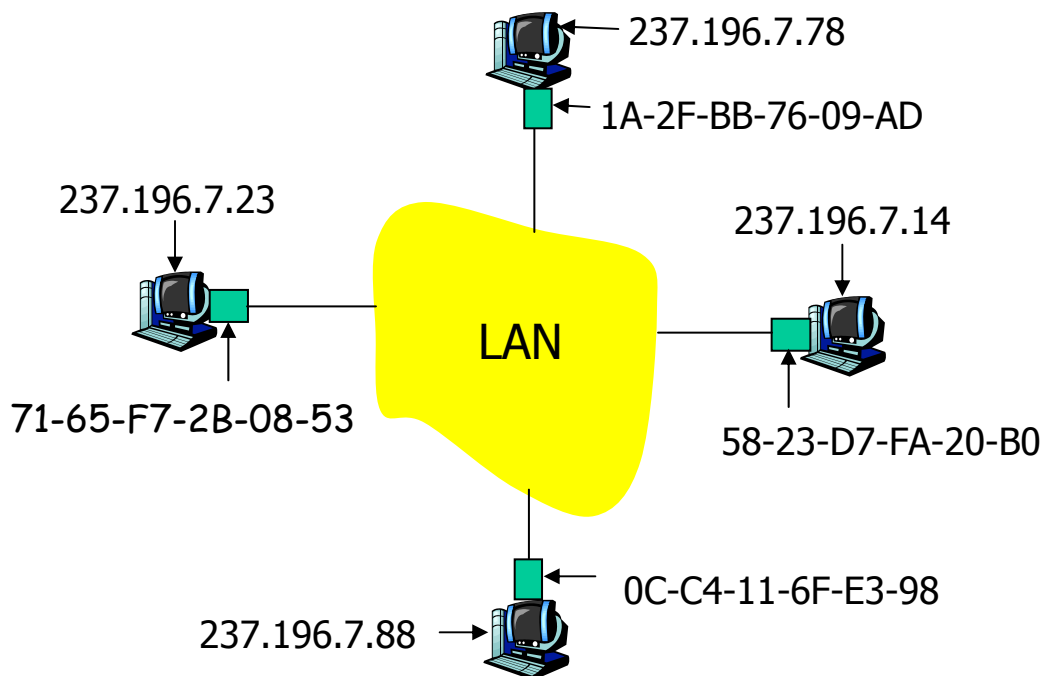 237.196.7.78
1A-2F-BB-76-09-AD
237.196.7.23
237.196.7.14
LAN
71-65-F7-2B-08-53
58-23-D7-FA-20-B0
0C-C4-11-6F-E3-98
237.196.7.88